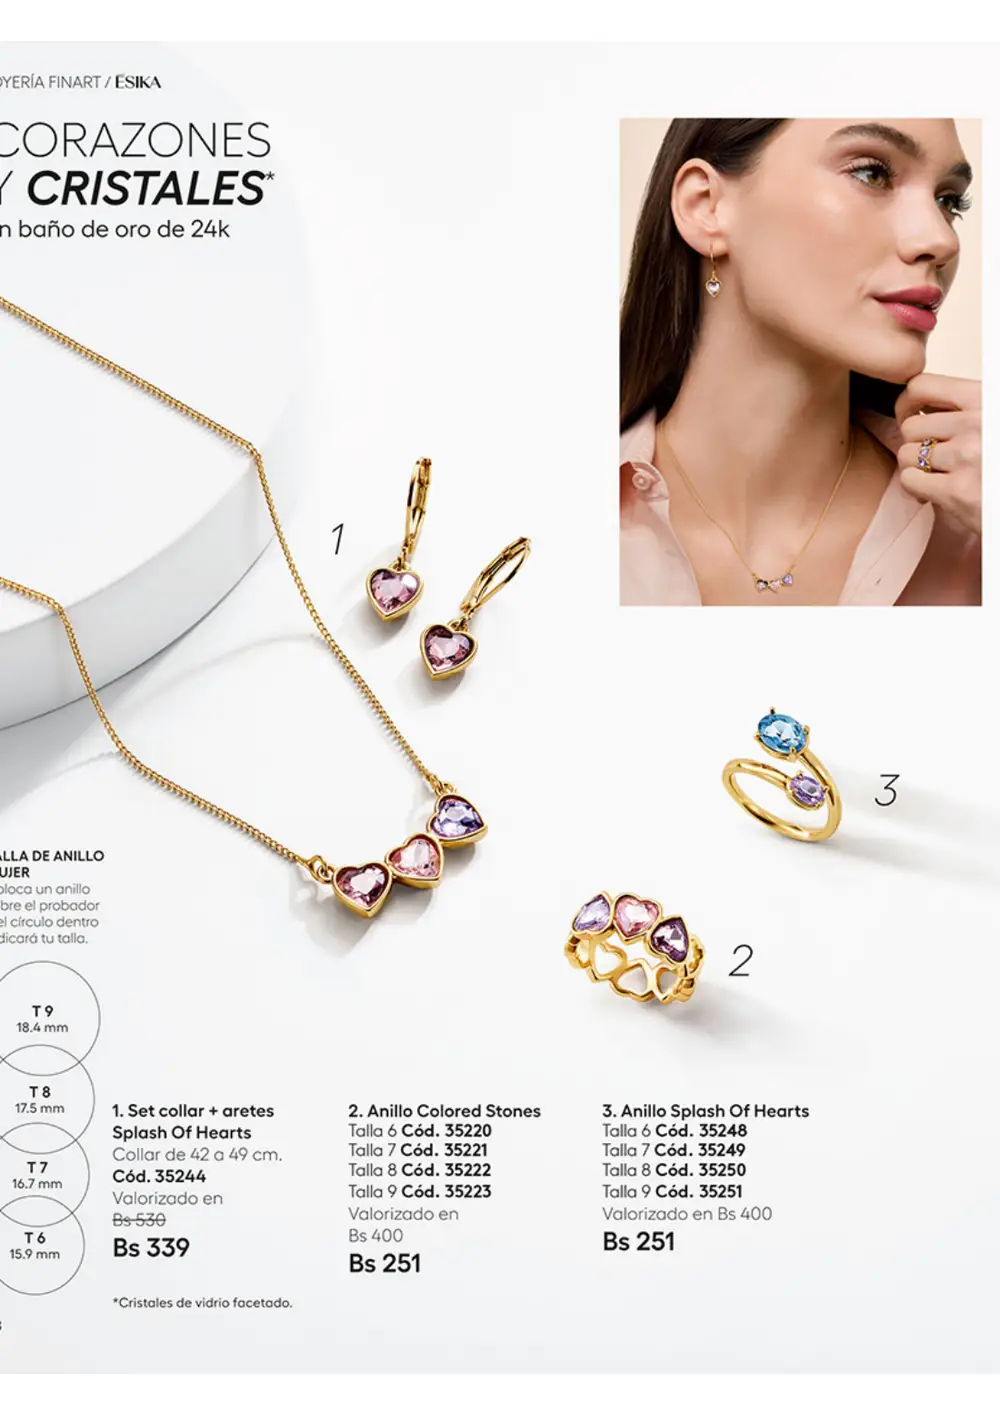 OYERÍA FINART / ÉSIKA
CORAZONES
Y CRISTALES*
n baño de oro de 24k
1
3
2
ALLA DE ANILLO
UJER
oloca un anillo
bre el probador
el círculo dentro
dicará tu talla.
T 9
18.4 mm
T 8
17.5 mm
T 7
16.7 mm
T 6
15.9 mm
1. Set collar + aretes
Splash Of Hearts
Collar de 42 a 49 cm.
Cód. 35244
Valorizado en
Bs 530
Bs 339
2. Anillo Colored Stones
Talla 6 Cód. 35220
Talla 7 Cód. 35221
Talla 8 Cód. 35222
Talla 9 Cód. 35223
Valorizado en
Bs 400
Bs 251
3. Anillo Splash Of Hearts
Talla 6 Cód. 35248
Talla 7 Cód. 35249
Talla 8 Cód. 35250
Talla 9 Cód. 35251
Valorizado en Bs 400
Bs 251
*Cristales de vidrio facetado.